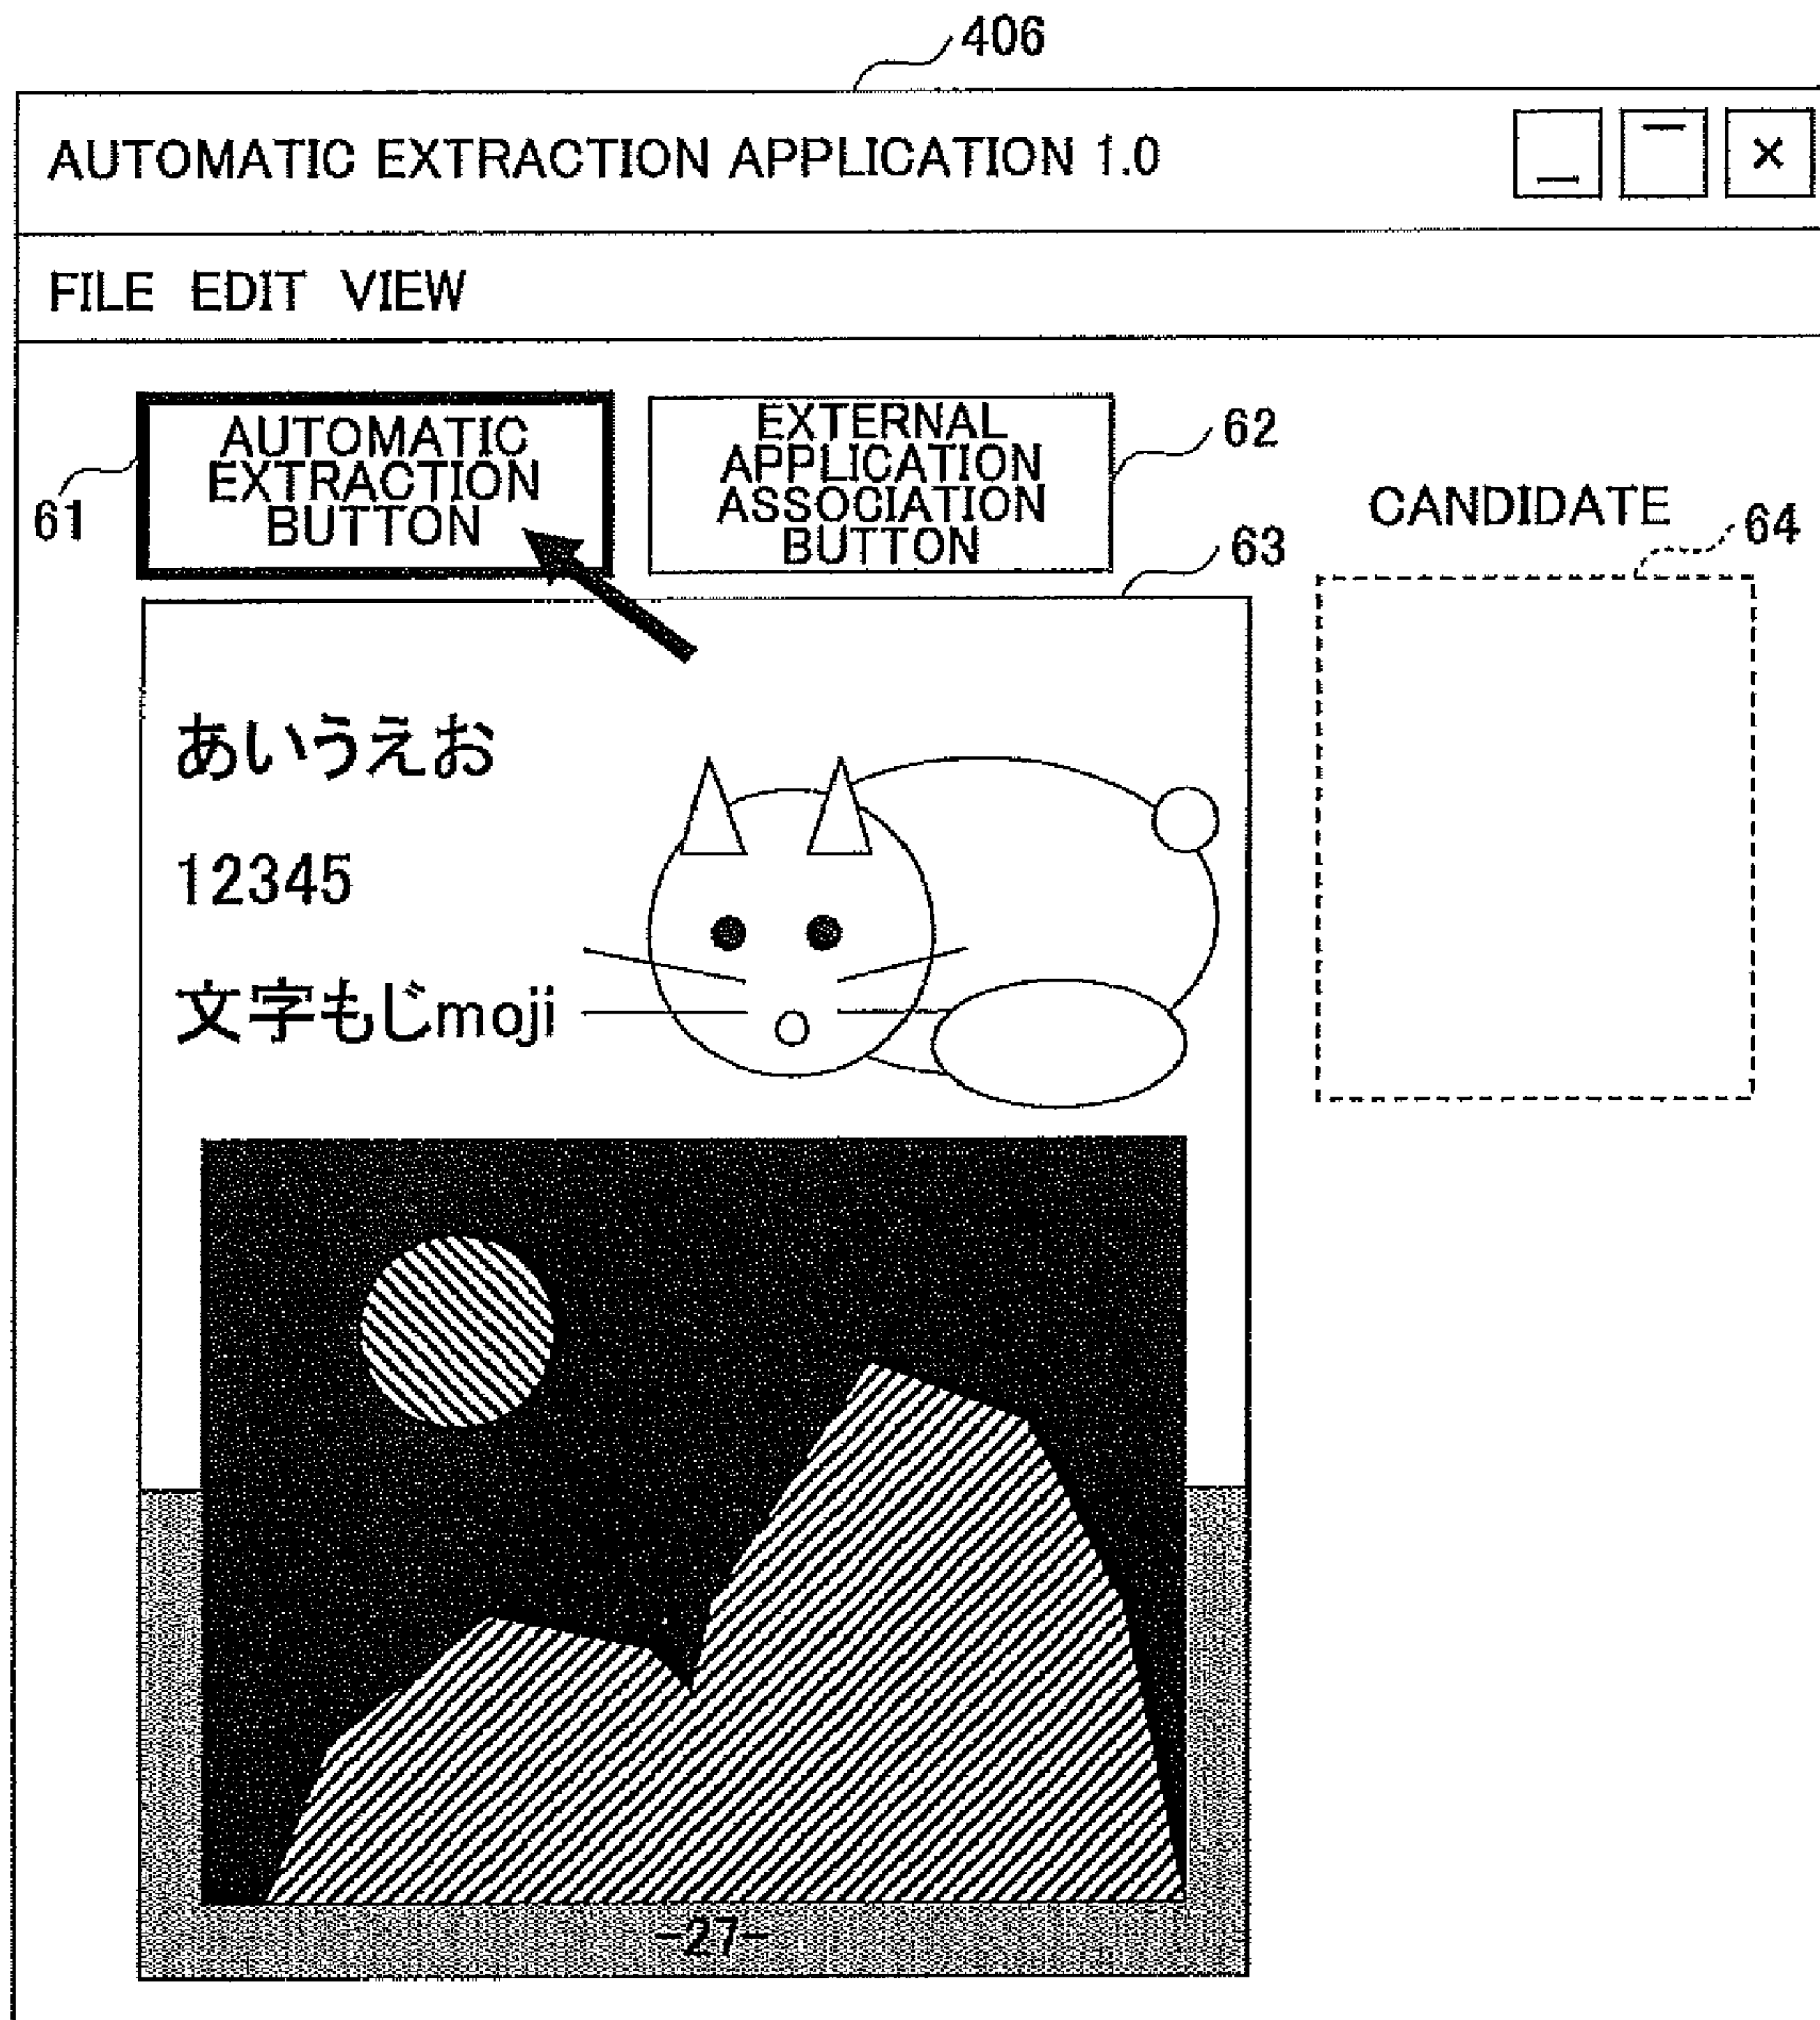 406
AUTOMATIC EXTRACTION APPLICATION 1.0
FILE EDIT VIEW
61
AUTOMATIC
EXTRACTION
BUTTON
EXTERNAL
APPLICATION
ASSOCIATION
BUTTON
62
63
CANDIDATE
64
あいうえお
12345
文字もじmoji
-27-